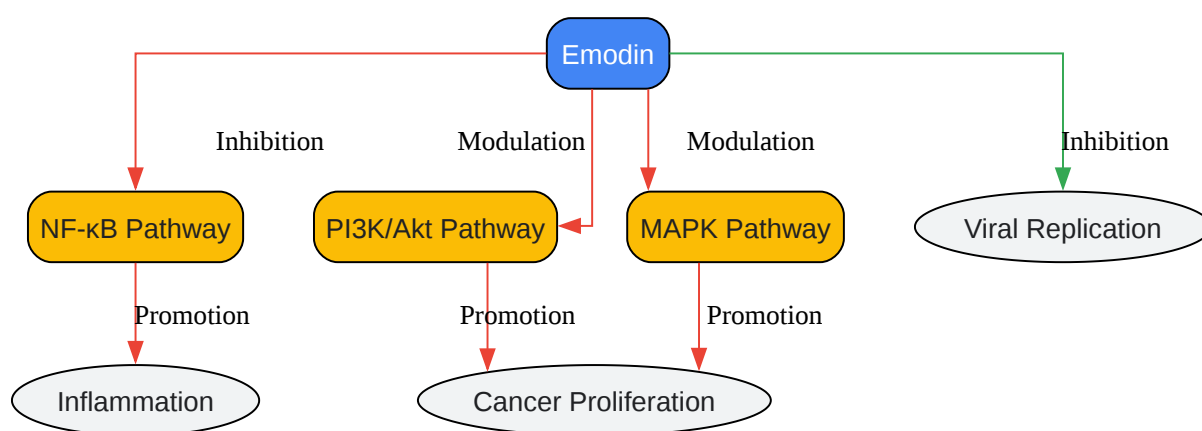 Emodin
Inhibition
Modulation
Modulation
Inhibition
NF-κB Pathway
PI3K/Akt Pathway
MAPK Pathway
Viral Replication
Promotion
Promotion
Promotion
Inflammation
Cancer Proliferation